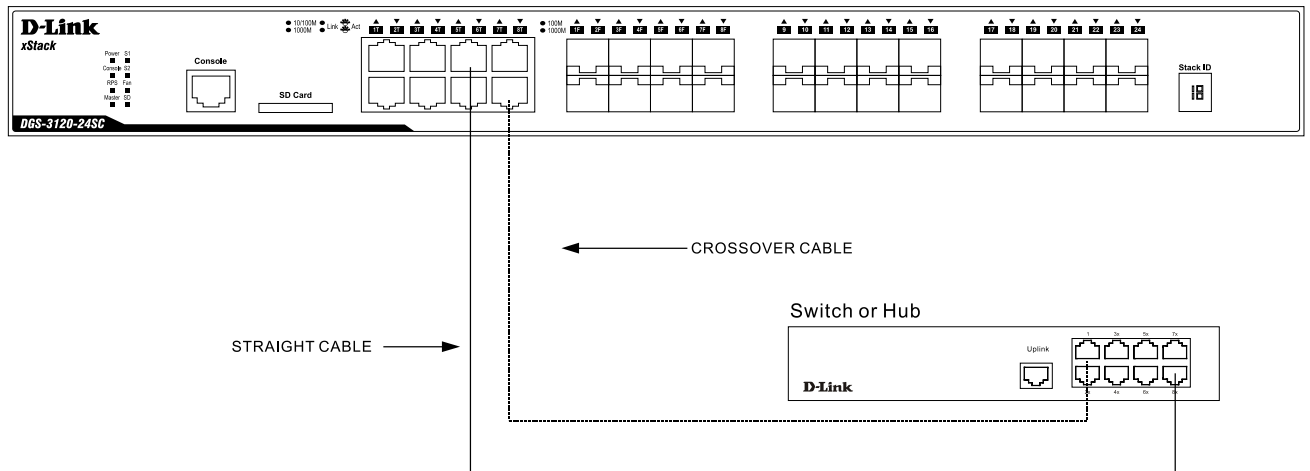 D-Link
xStack
Power S1
Console S2
RPS Fan
Master SD
DGS-3120-24SC
Console
SD Card
10/100M
1000M
Link Act
1T 2T 3T 4T 5T 6T 7T 8T
100M
1000M
1F 2F 3F 4F 5F 6F 7F 8F
9 10 11 12 13 14 15 16
17 18 19 20 21 22 23 24
Stack ID
18
CROSSOVER CABLE
STRAIGHT CABLE
Switch or Hub
D-Link
Uplink
1 3x 5x 7x
4x 6x 8x